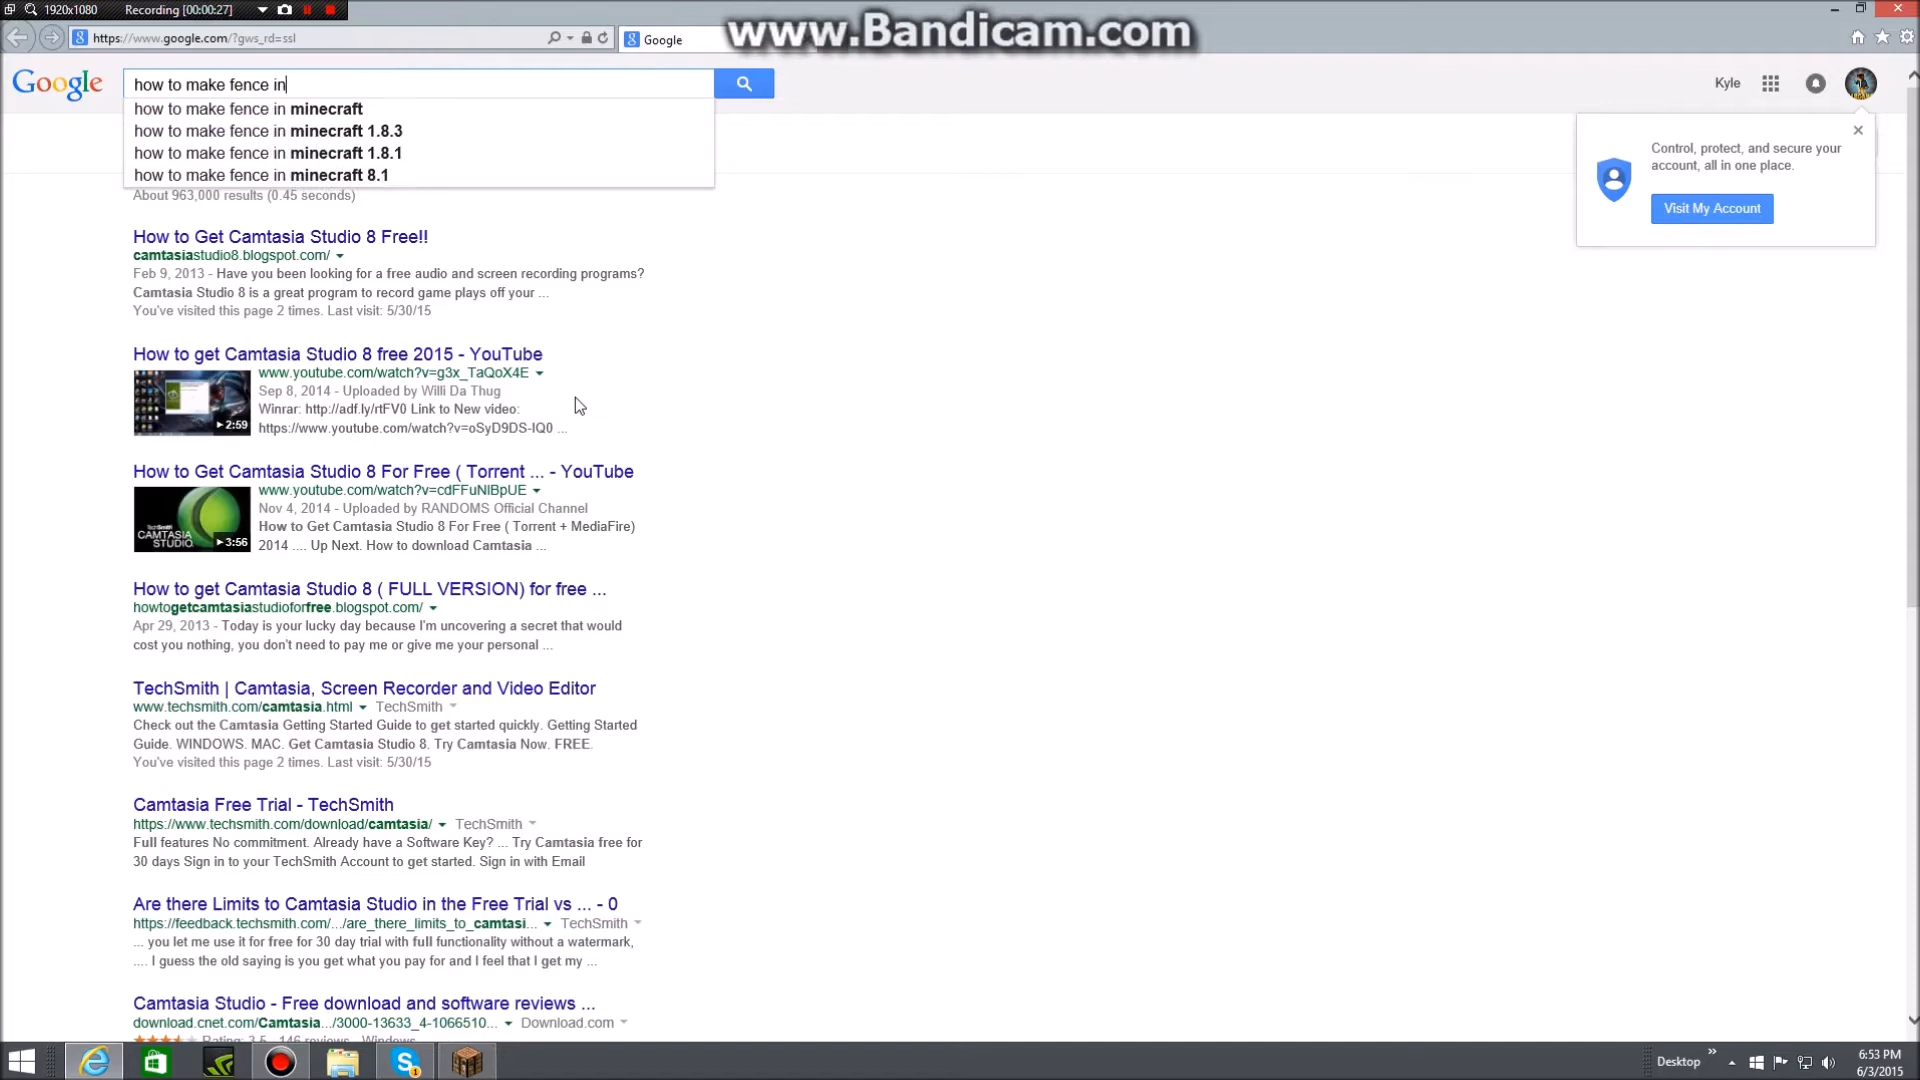 1920x1080 Recording [00:00:27]
www.Bandicam.com
https://www.google.com/?gws_rd=ssl
Google
Google how to make fence in
Kyle
how to make fence in minecraft
how to make fence in minecraft 1.8.3
how to make fence in minecraft 1.8.1
how to make fence in minecraft 8.1
Control, protect, and secure your
account, all in one place.
Visit My Account
About 963,000 results (0.45 seconds)
How to Get Camtasia Studio 8 Free!!
camtasiastudio8.blogspot.com/
Feb 9, 2013 - Have you been looking for a free audio and screen recording programs?
Camtasia Studio 8 is a great program to record game plays off your ...
You've visited this page 2 times. Last visit: 5/30/15
How to get Camtasia Studio 8 free 2015 - YouTube
www.youtube.com/watch?v=g3x_TaQoX4E
Sep 8, 2014 - Uploaded by Willi Da Thug
Winrar: http://adf.ly/rtFV0 Link to New video:
https://www.youtube.com/watch?v=oSyD9DS-IQ0 ...
2:59
How to Get Camtasia Studio 8 For Free ( Torrent ... - YouTube
www.youtube.com/watch?v=cdFFuNlBpUE
Nov 4, 2014 - Uploaded by RANDOMS Official Channel
How to Get Camtasia Studio 8 For Free ( Torrent + MediaFire)
2014 .... Up Next. How to download Camtasia ...
TechSmith
CAMTASIA
STUDIO
3:56
How to get Camtasia Studio 8 ( FULL VERSION) for free ...
howtogetcamtasiastudioforfree.blogspot.com/
Apr 29, 2013 - Today is your lucky day because I'm uncovering a secret that would
cost you nothing, you don't need to pay me or give me your personal ...
TechSmith | Camtasia, Screen Recorder and Video Editor
www.techsmith.com/camtasia.html TechSmith
Check out the Camtasia Getting Started Guide to get started quickly. Getting Started
Guide. WINDOWS. MAC. Get Camtasia Studio 8. Try Camtasia Now. FREE.
You've visited this page 2 times. Last visit: 5/30/15
Camtasia Free Trial - TechSmith
https://www.techsmith.com/download/camtasia/ TechSmith
Full features No commitment. Already have a Software Key? ... Try Camtasia free for
30 days Sign in to your TechSmith Account to get started. Sign in with Email
Are there Limits to Camtasia Studio in the Free Trial vs ... - 0
https://feedback.techsmith.com/.../are_there_limits_to_camtasi... TechSmith
... you let me use it for free for 30 day trial with full functionality without a watermark,
.... I guess the old saying is you get what you pay for and I feel that I get my ...
Camtasia Studio - Free download and software reviews ...
download.cnet.com/Camtasia.../3000-13633_4-1066510... Download.com
Rating: 3.5 - 146 reviews - Windows
Desktop
6:53 PM
6/3/2015